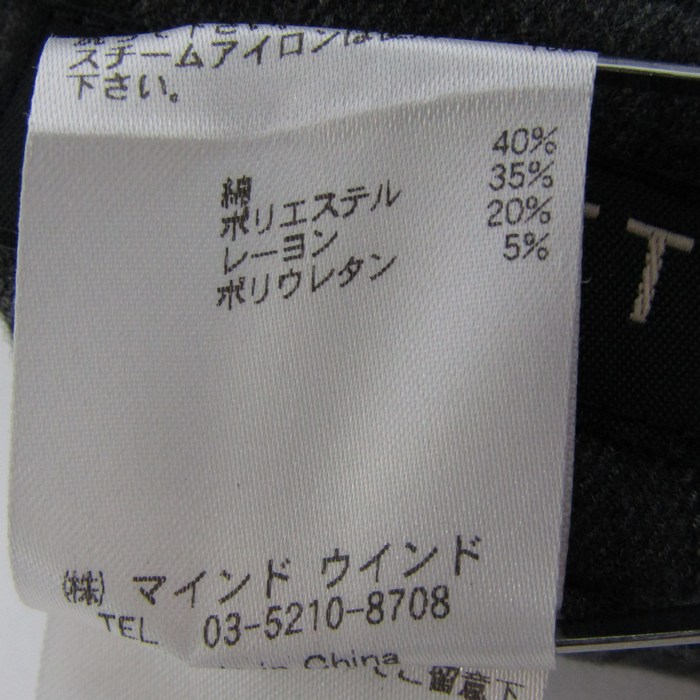 スチームアイロンは
下さい。
綿 40%
ポリエステル 35%
レーヨン 20%
ポリウレタン 5%
㈱ マインド ウインド
TEL 03-5210-8708
in China
T